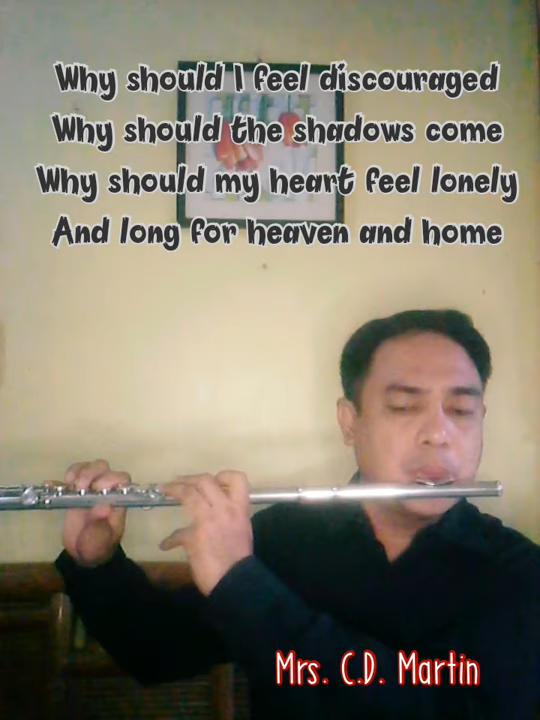 Why should I feel discouraged
Why should the shadows come
Why should my heart feel lonely
And long for heaven and home
Mrs. C.D. Martin